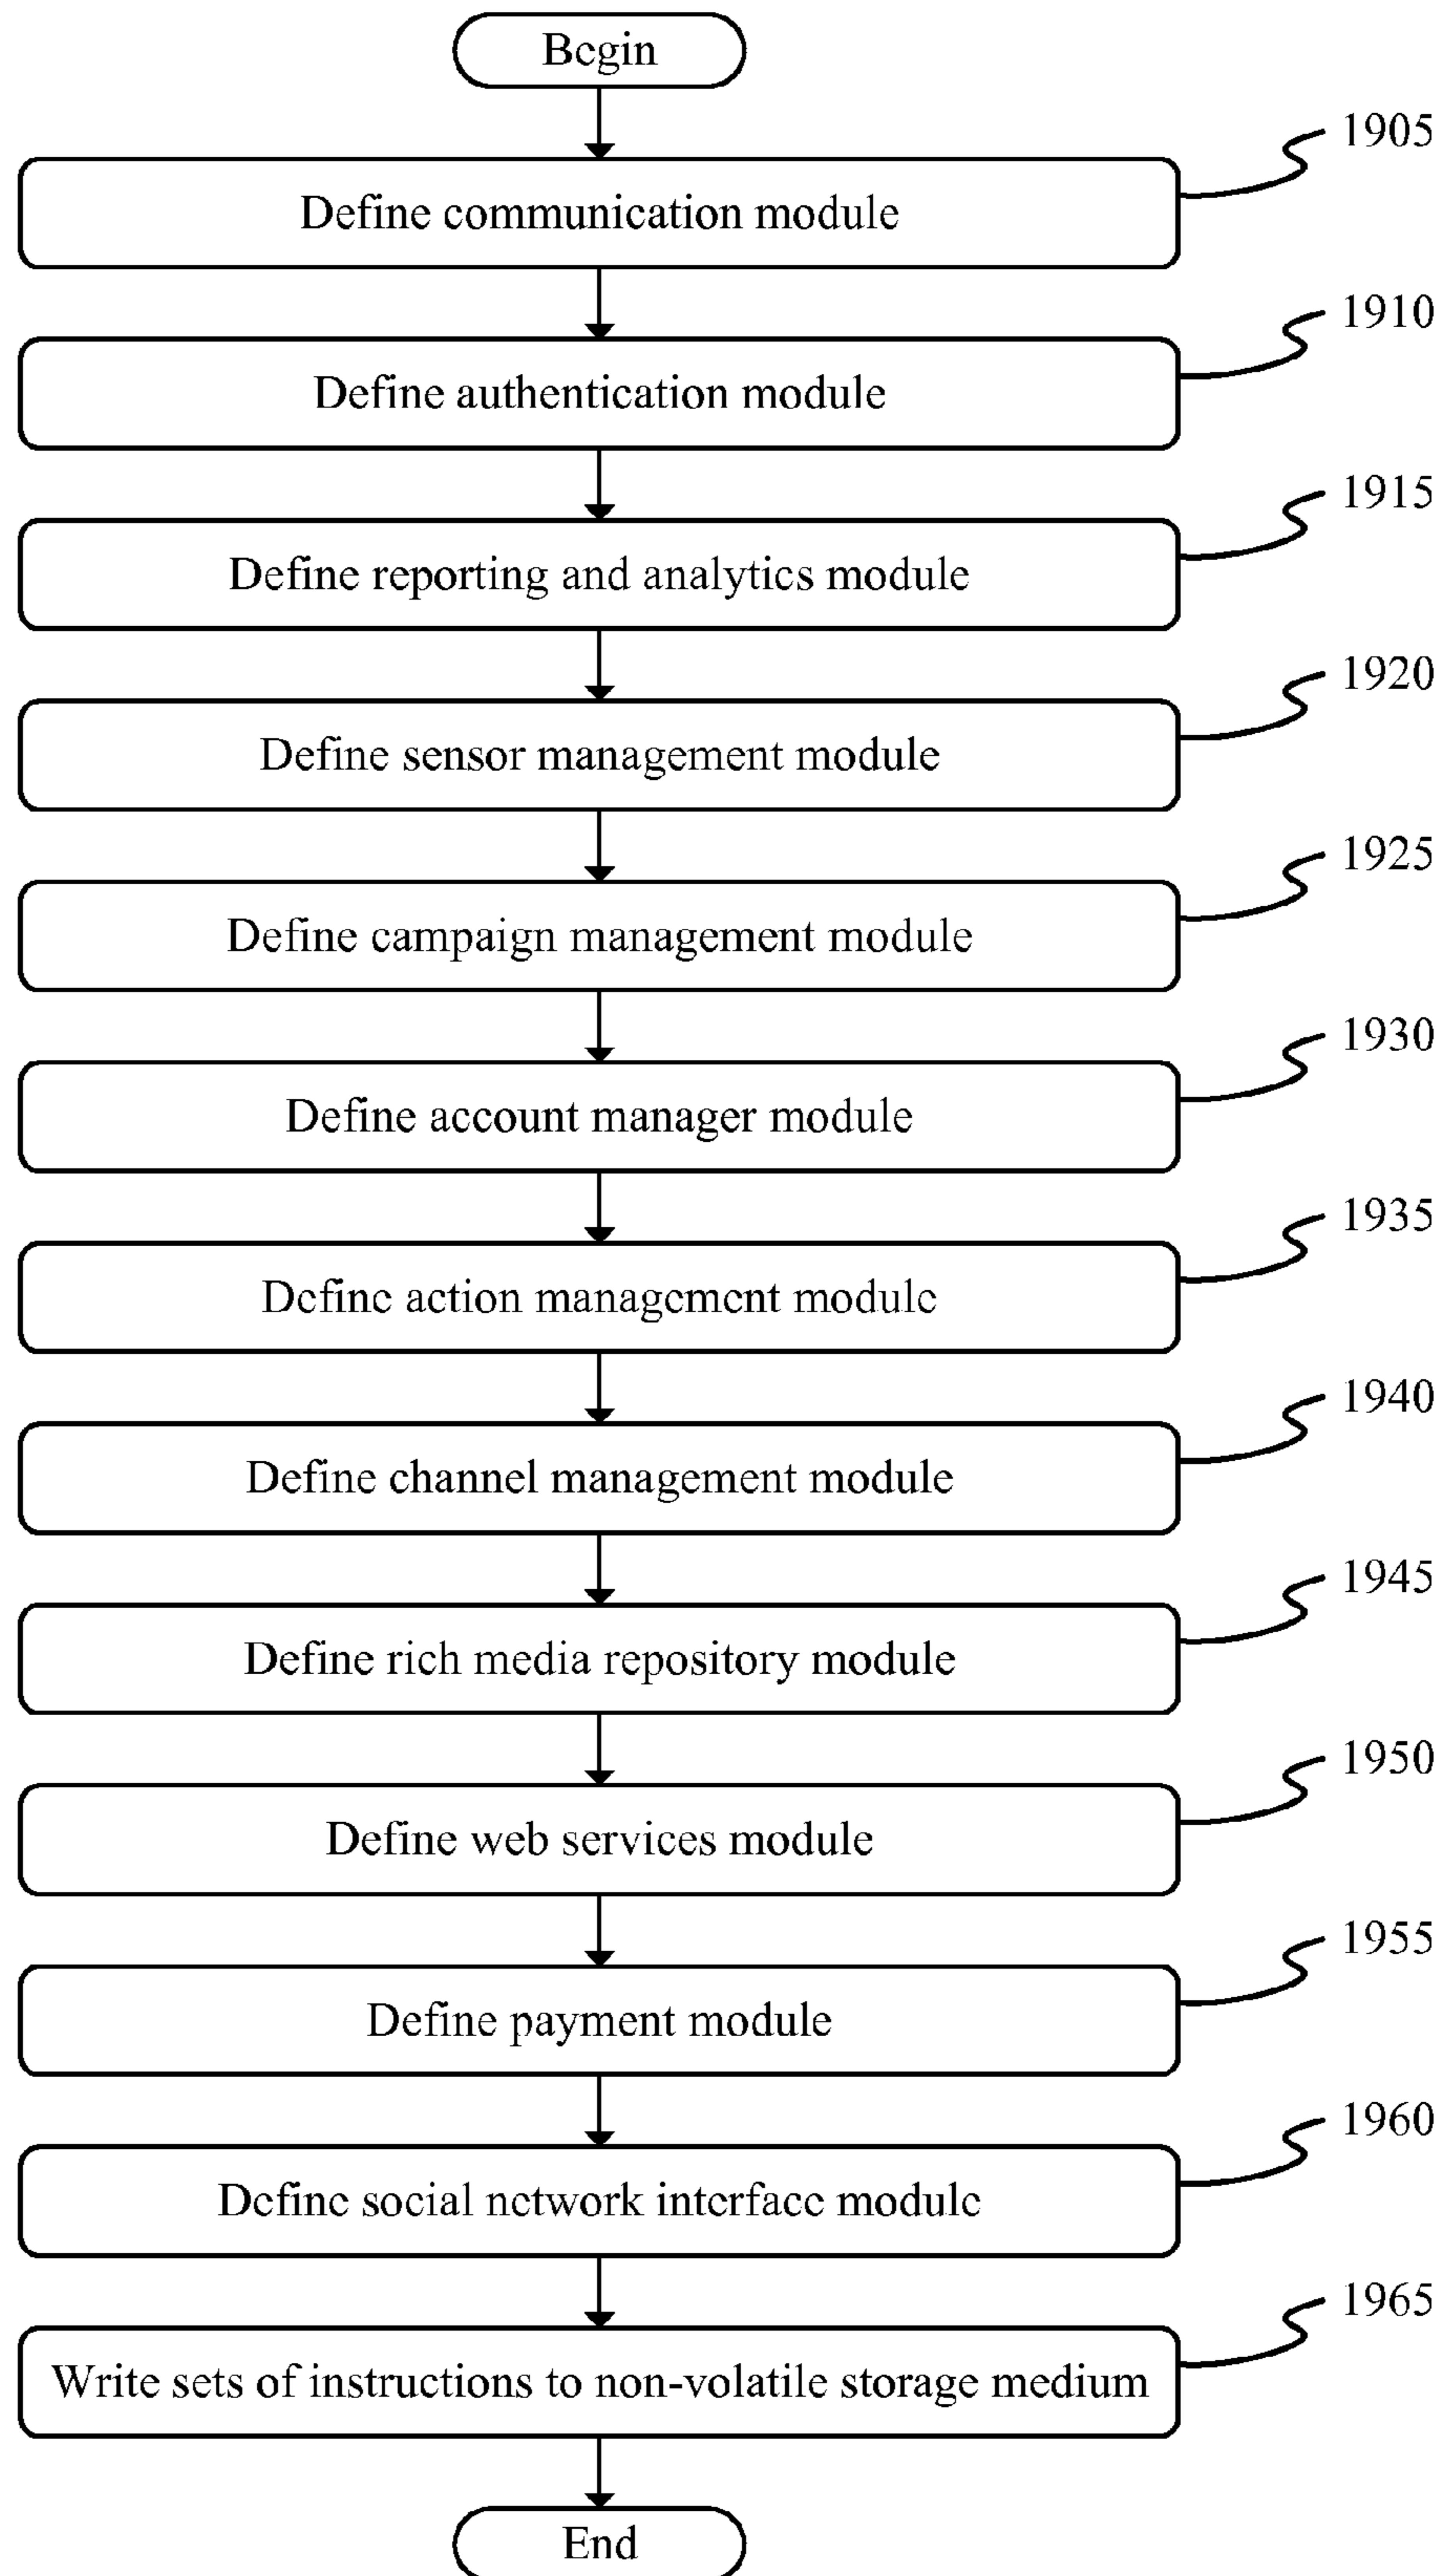 Begin
1905
Define communication module
1910
Define authentication module
1915
Define reporting and analytics module
1920
Define sensor management module
1925
Define campaign management module
1930
Define account manager module
1935
Define action management module
1940
Define channel management module
1945
Define rich media repository module
1950
Define web services module
1955
Define payment module
1960
Define social network interface module
1965
Write sets of instructions to non-volatile storage medium
End